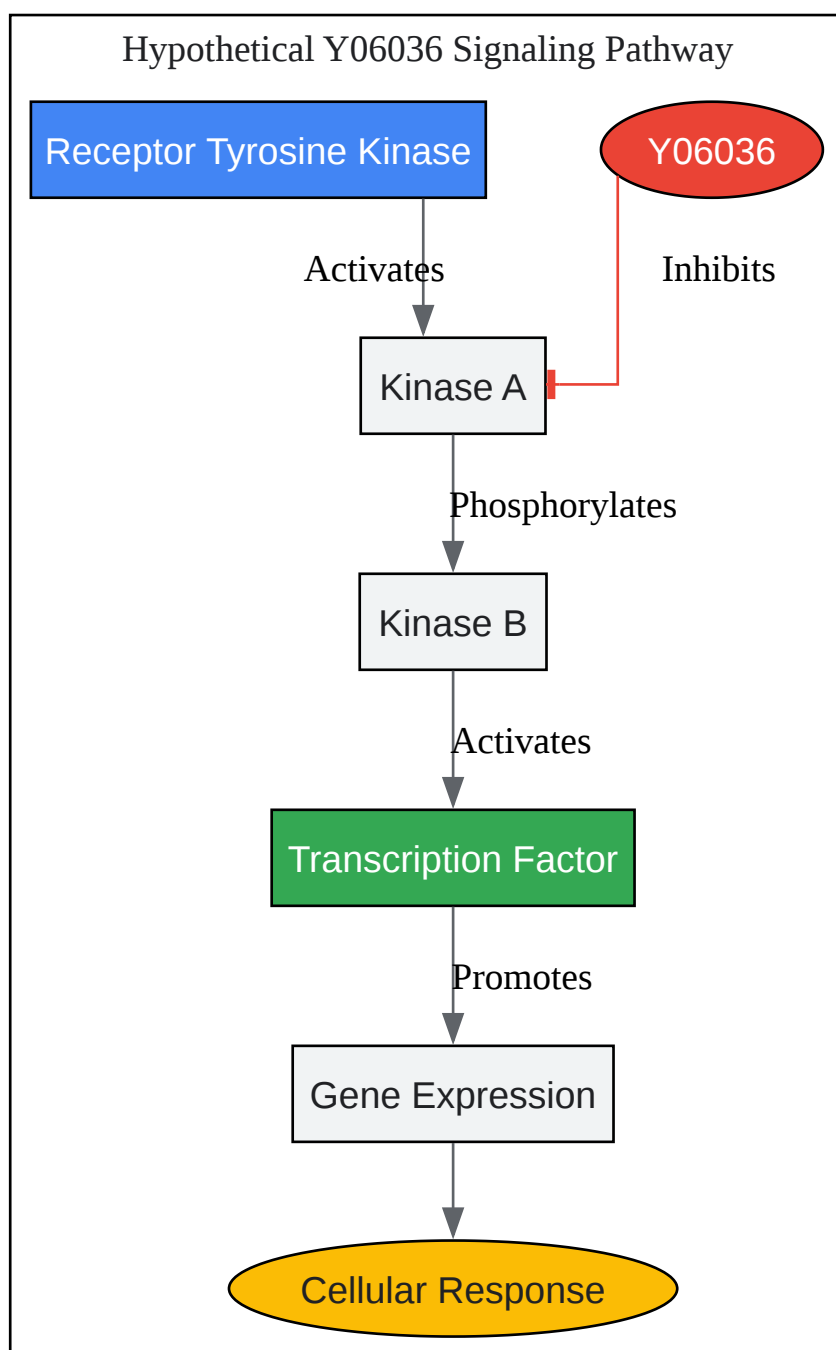 Hypothetical Y06036 Signaling Pathway
Receptor Tyrosine Kinase
Y06036
Activates
Inhibits
Kinase A
Phosphorylates
Kinase B
Activates
Transcription Factor
Promotes
Gene Expression
Cellular Response